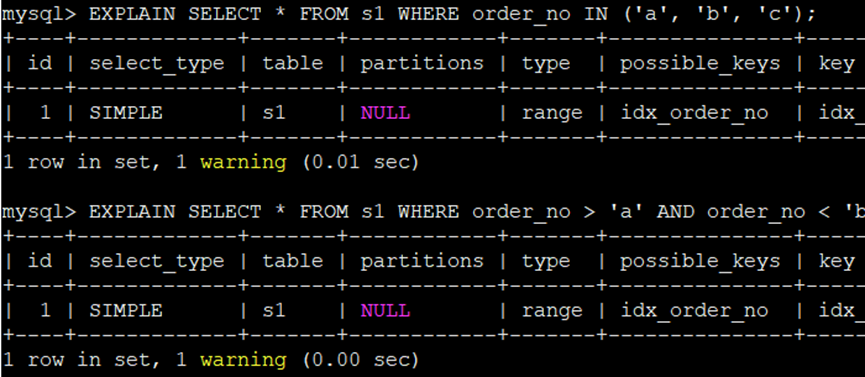 mysql> EXPLAIN SELECT * FROM s1 WHERE order_no IN ('a', 'b', 'c');
+----+-------------+-------+------------+-------+---------------+-----
| id | select_type | table | partitions | type | possible_keys | key
+----+-------------+-------+------------+-------+---------------+-----
| 1 | SIMPLE | s1 | NULL | range | idx_order_no | idx_
+----+-------------+-------+------------+-------+---------------+-----
1 row in set, 1 warning (0.01 sec)
mysql> EXPLAIN SELECT * FROM s1 WHERE order_no > 'a' AND order_no < 'b
+----+-------------+-------+------------+-------+---------------+-----
| id | select_type | table | partitions | type | possible_keys | key
+----+-------------+-------+------------+-------+---------------+-----
| 1 | SIMPLE | s1 | NULL | range | idx_order_no | idx_
+----+-------------+-------+------------+-------+---------------+-----
1 row in set, 1 warning (0.00 sec)